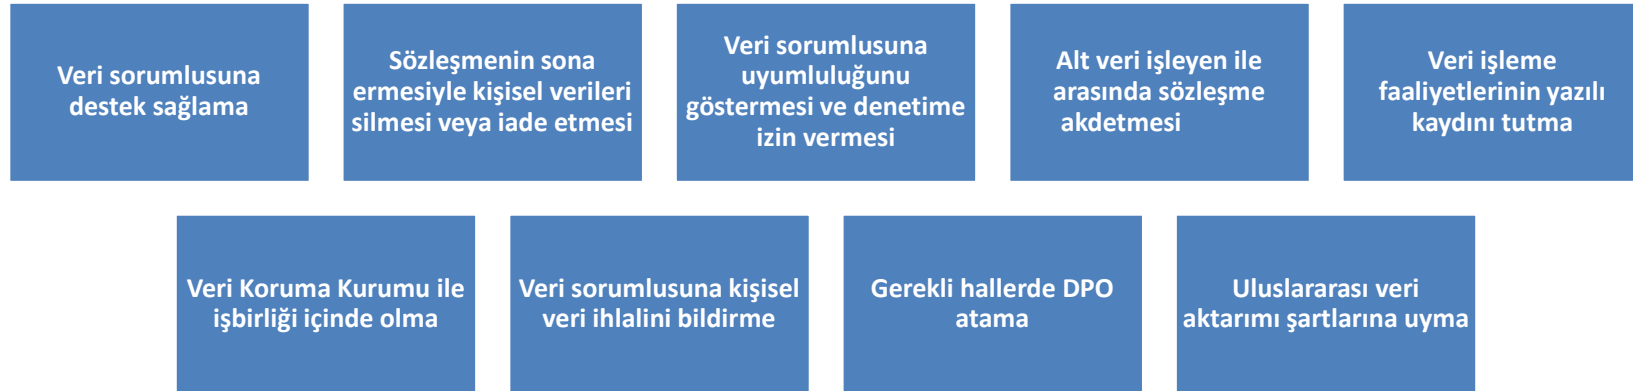 Veri sorumlusuna
destek sağlama
Sözleşmenin sona
ermesiyle kişisel verileri
silmesi veya iade etmesi
Veri sorumlusuna
uyumluluğunu
göstermesi ve denetime
izin vermesi
Alt veri işleyen ile
arasında sözleşme
akdetmesi
Veri işleme
faaliyetlerinin yazılı
kaydını tutma
Veri Koruma Kurumu ile
işbirliği içinde olma
Veri sorumlusuna kişisel
veri ihlalini bildirme
Gerekli hallerde DPO
atama
Uluslararası veri
aktarımı şartlarına uyma